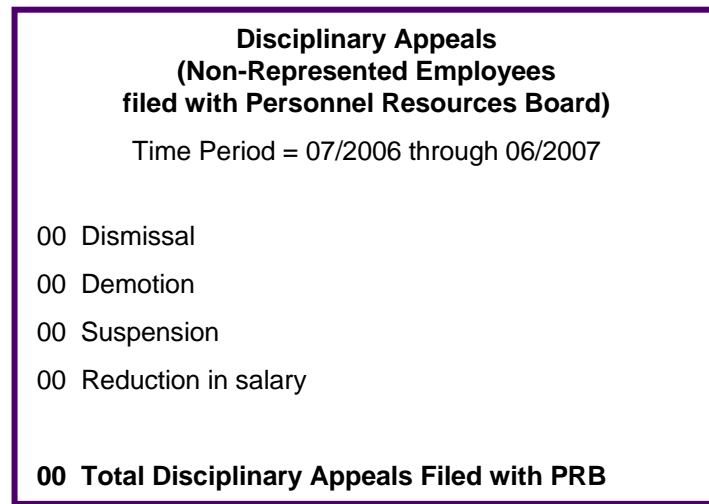 Disciplinary Appeals
(Non-Represented Employees
filed with Personnel Resources Board)
Time Period = 07/2006 through 06/2007
00 Dismissal
00 Demotion
00 Suspension
00 Reduction in salary
00 Total Disciplinary Appeals Filed with PRB